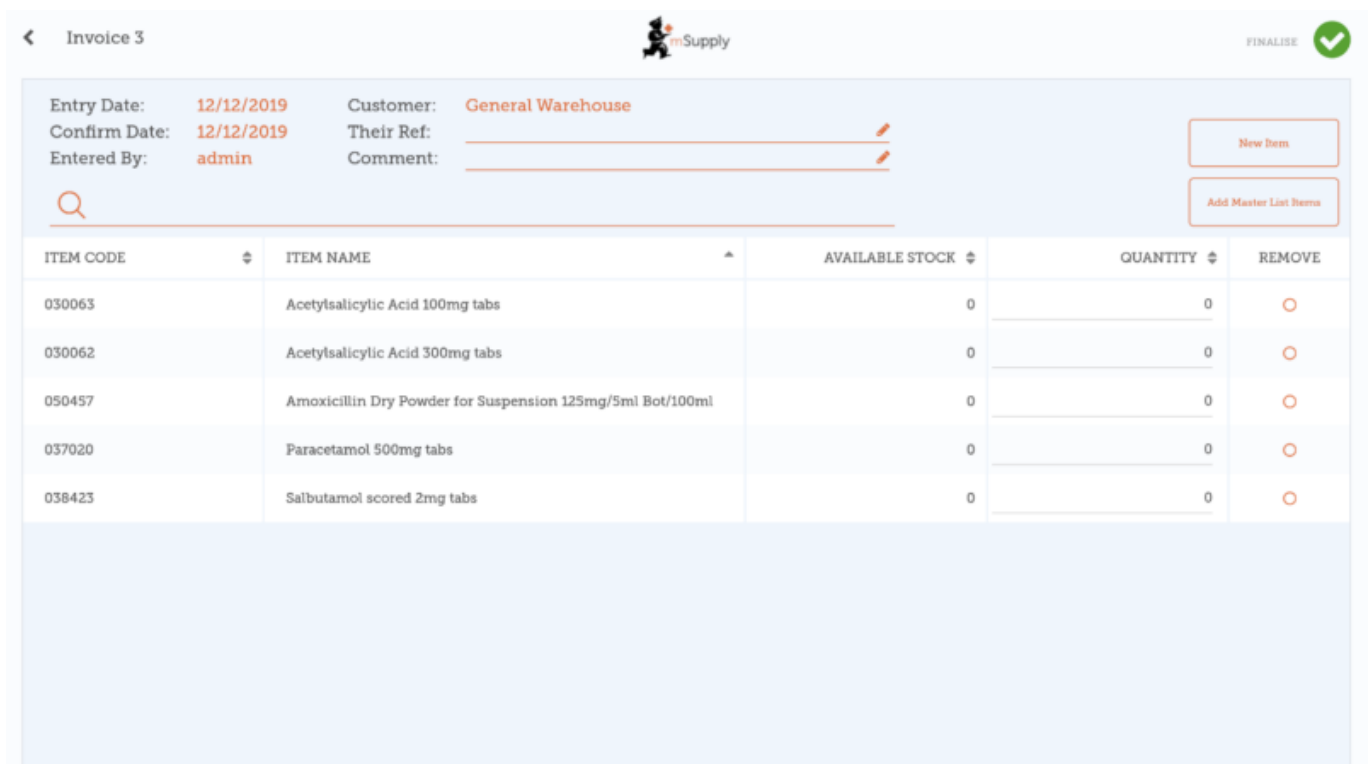 Invoice 3
mSupply
FINALISE
Entry Date: 12/12/2019 Customer: General Warehouse
Confirm Date: 12/12/2019 Their Ref:
Entered By: admin Comment:
New Item
Add Master List Items
ITEM CODE ITEM NAME AVAILABLE STOCK QUANTITY REMOVE
030063 Acetylsalicylic Acid 100mg tabs 0 0
030062 Acetylsalicylic Acid 300mg tabs 0 0
050457 Amoxicillin Dry Powder for Suspension 125mg/5ml Bot/100ml 0 0
037020 Paracetamol 500mg tabs 0 0
038423 Salbutamol scored 2mg tabs 0 0